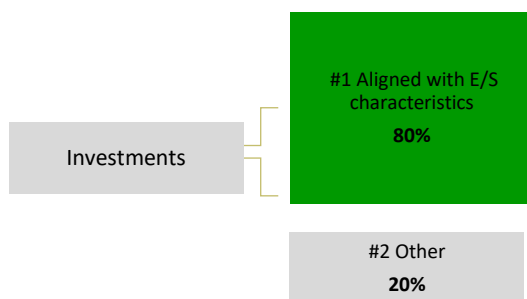 #1 Aligned with E/S
characteristics
80%
Investments
#2 Other
20%